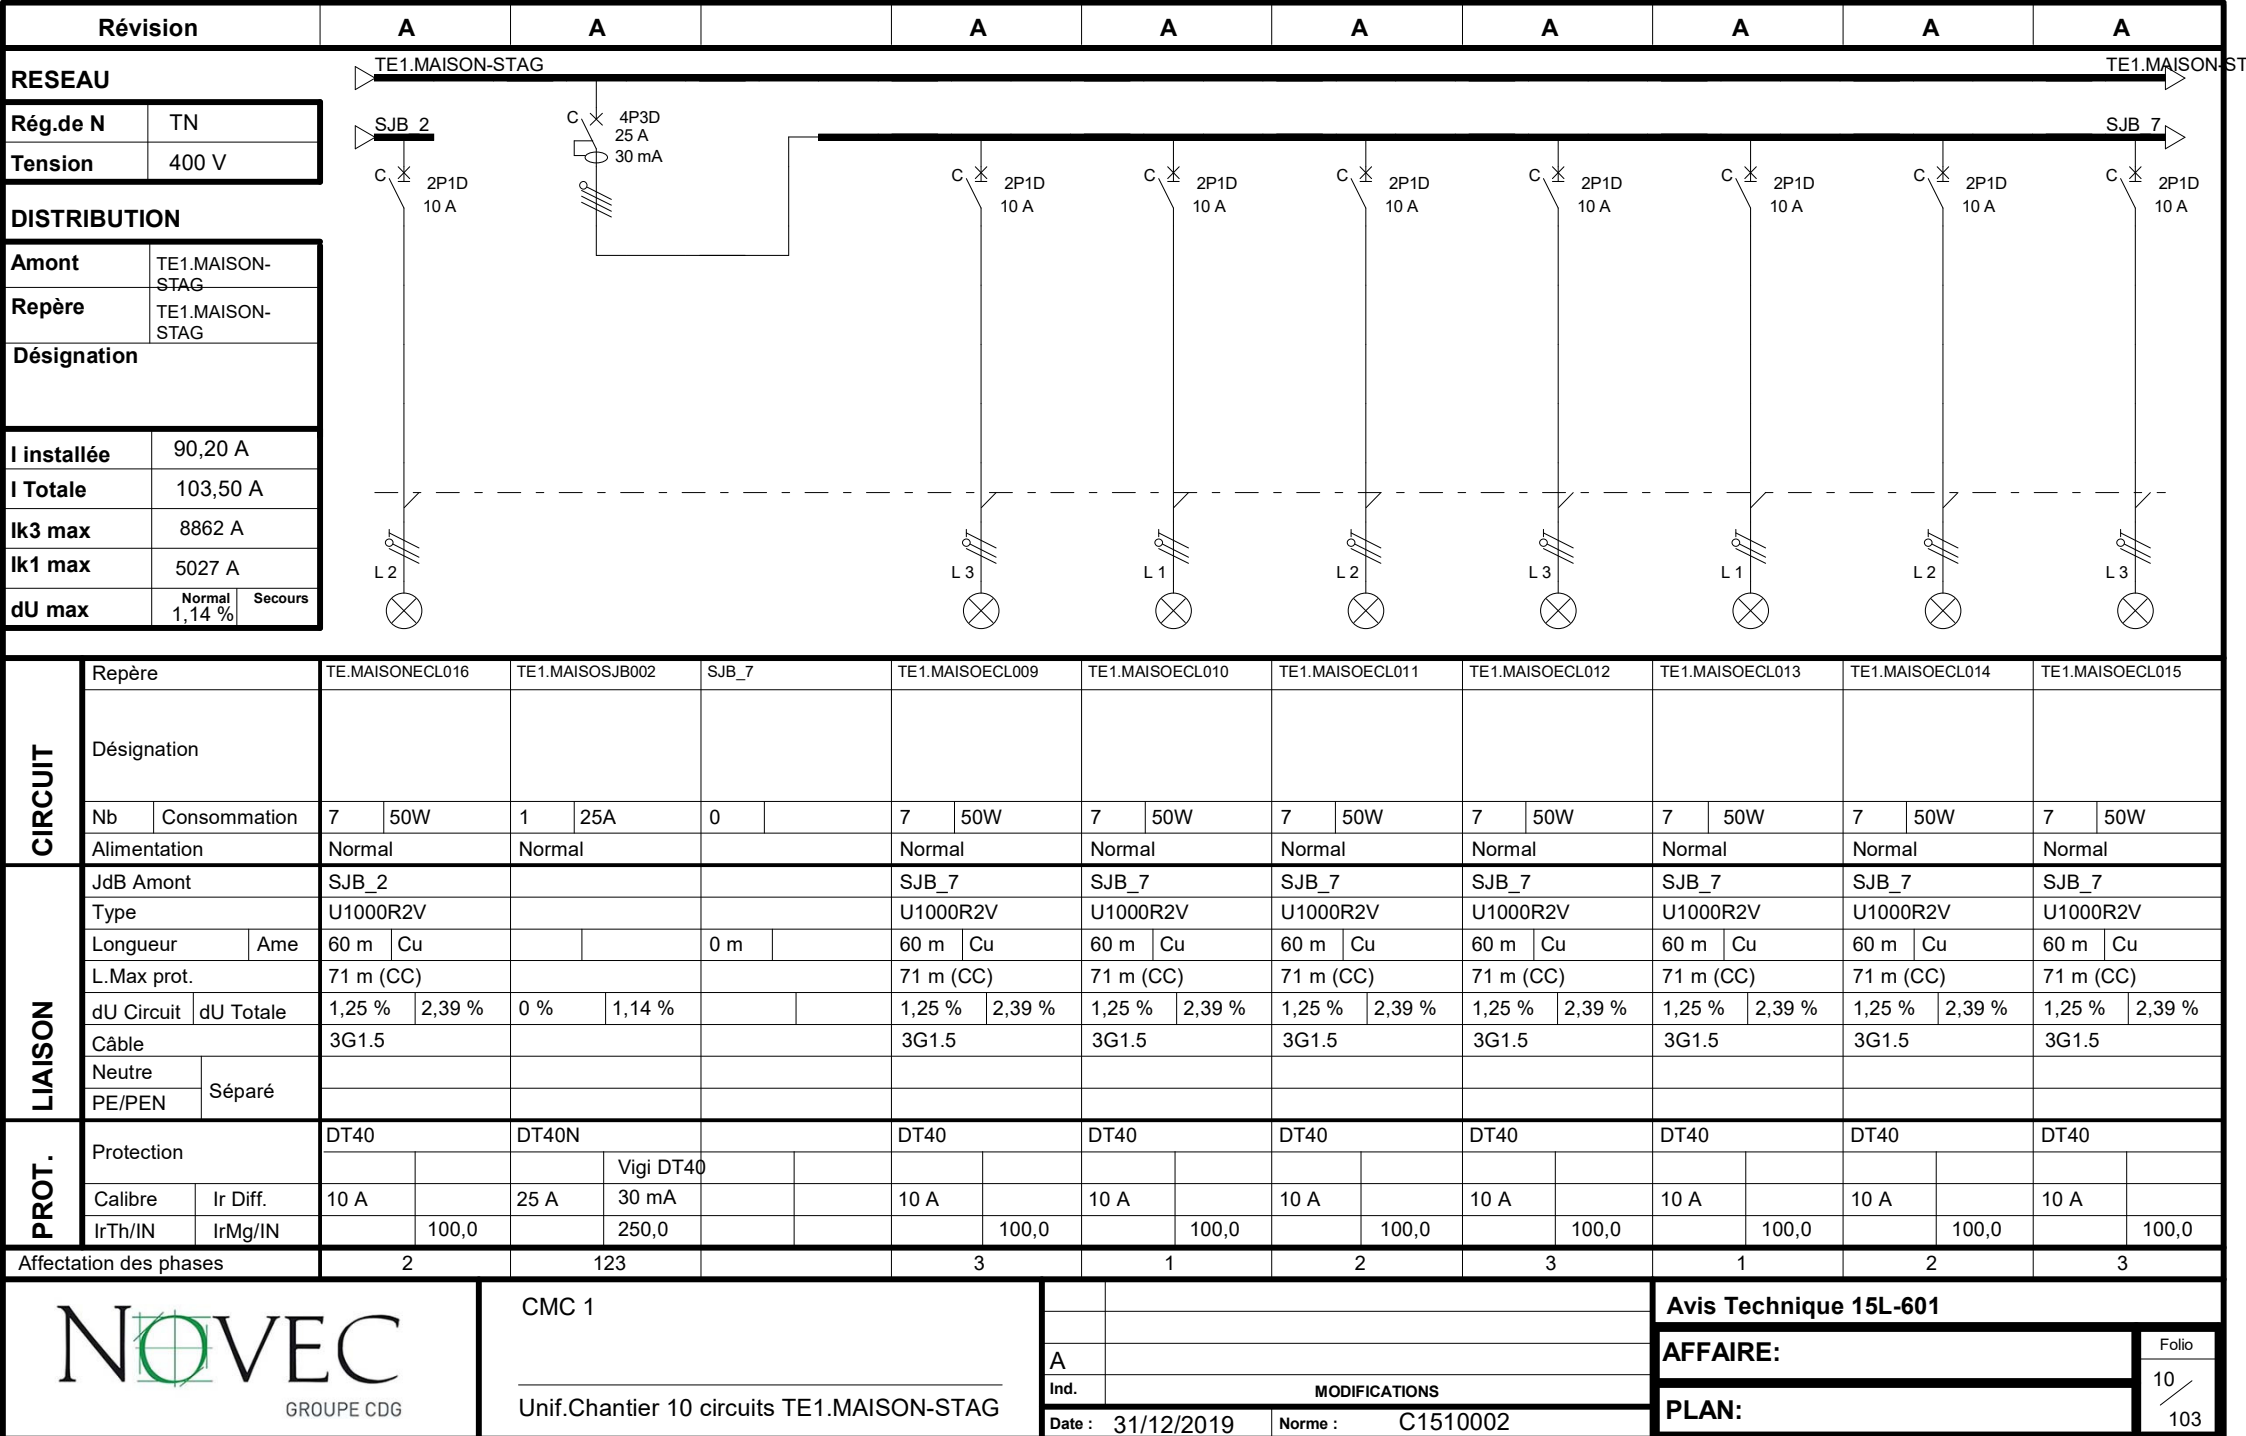 Révision A A A A A A A A A
RESEAU
Rég.de N TN
Tension 400 V
DISTRIBUTION
Amont TE1.MAISON-
STAG
Repère TE1.MAISON-
STAG
Désignation
I installée 90,20 A
I Totale 103,50 A
Ik3 max 8862 A
Ik1 max 5027 A
dU max Normal 1,14 % Secours
TE1.MAISON-STAG TE1.MAISON-ST
SJB_2 SJB_7
C 4P3D
25 A
30 mA
C 2P1D C 2P1D C 2P1D C 2P1D C 2P1D C 2P1D C 2P1D C 2P1D
10 A 10 A 10 A 10 A 10 A 10 A 10 A 10 A
L 2 L 3 L 1 L 2 L 3 L 1 L 2 L 3
CIRCUIT
Repère TE.MAISONECL016 TE1.MAISOSJB002 SJB_7 TE1.MAISOECL009 TE1.MAISOECL010 TE1.MAISOECL011 TE1.MAISOECL012 TE1.MAISOECL013 TE1.MAISOECL014 TE1.MAISOECL015
Désignation
Nb Consommation 7 50W 1 25A 0 7 50W 7 50W 7 50W 7 50W 7 50W 7 50W 7 50W
Alimentation Normal Normal Normal Normal Normal Normal Normal Normal Normal
LIAISON
JdB Amont SJB_2 SJB_7 SJB_7 SJB_7 SJB_7 SJB_7 SJB_7 SJB_7
Type U1000R2V U1000R2V U1000R2V U1000R2V U1000R2V U1000R2V U1000R2V U1000R2V
Longueur Ame 60 m Cu 0 m 60 m Cu 60 m Cu 60 m Cu 60 m Cu 60 m Cu 60 m Cu 60 m Cu
L.Max prot. 71 m (CC) 71 m (CC) 71 m (CC) 71 m (CC) 71 m (CC) 71 m (CC) 71 m (CC) 71 m (CC)
dU Circuit dU Totale 1,25 % 2,39 % 0 % 1,14 % 1,25 % 2,39 % 1,25 % 2,39 % 1,25 % 2,39 % 1,25 % 2,39 % 1,25 % 2,39 % 1,25 % 2,39 % 1,25 % 2,39 %
Câble 3G1.5 3G1.5 3G1.5 3G1.5 3G1.5 3G1.5 3G1.5 3G1.5
Neutre
Séparé
PE/PEN
PROT.
Protection DT40 DT40N DT40 DT40 DT40 DT40 DT40 DT40 DT40
Vigi DT40
Calibre Ir Diff. 10 A 25 A 30 mA 10 A 10 A 10 A 10 A 10 A 10 A 10 A
IrTh/IN IrMg/IN 100,0 250,0 100,0 100,0 100,0 100,0 100,0 100,0 100,0
Affectation des phases 2 123 3 1 2 3 1 2 3
NOVEC
GROUPE CDG
CMC 1
Unif.Chantier 10 circuits TE1.MAISON-STAG
A
Ind. MODIFICATIONS
Date : 31/12/2019 Norme : C1510002
Avis Technique 15L-601
AFFAIRE:
PLAN:
Folio
10
103